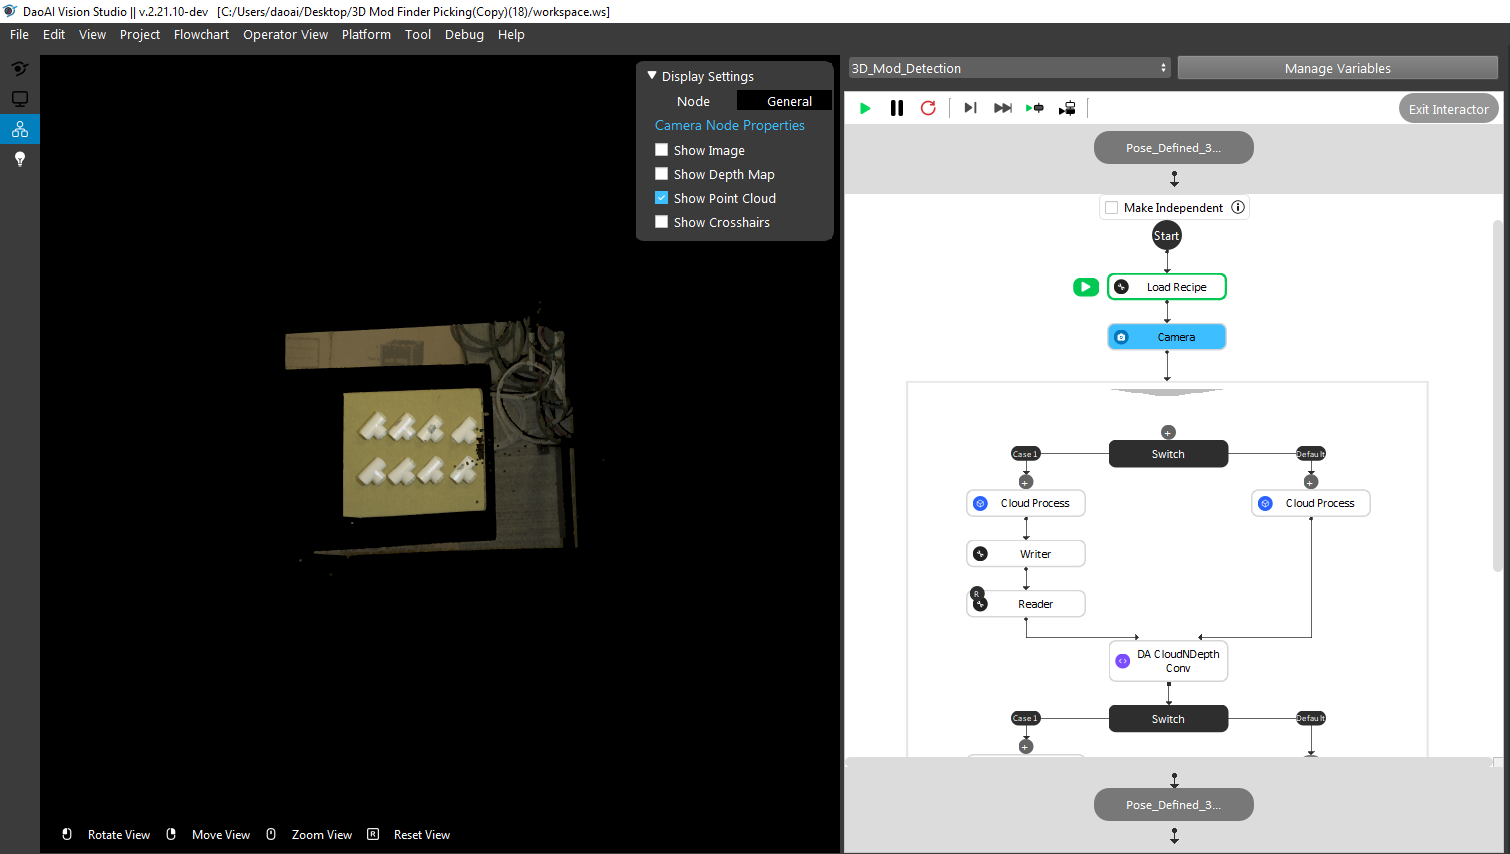 DaoAI Vision Studio || v.2.21.10-dev   [C:/Users/daoai/Desktop/3D Mod Finder Picking(Copy)(18)/workspace.ws]
File Edit View Project Flowchart Operator View Platform Tool Debug Help
Display Settings
Node General
Camera Node Properties
Show Image
Show Depth Map
Show Point Cloud
Show Crosshairs
Rotate View Move View Zoom View R Reset View
3D_Mod_Detection Manage Variables
Exit Interactor
Pose_Defined_3...
Make Independent
Start
Load Recipe
Camera
Case 1 Switch Default
Cloud Process Cloud Process
Writer
R
Reader
DA CloudNDepth
Conv
Case 1 Switch Default
Pose_Defined_3...